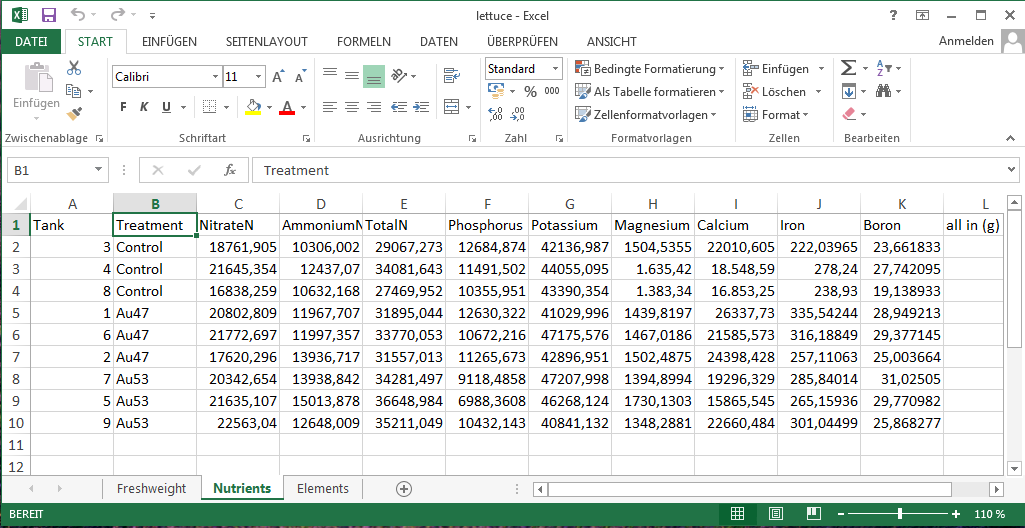 lettuce - Excel
DATEI START EINFÜGEN SEITENLAYOUT FORMELN DATEN ÜBERPRÜFEN ANSICHT Anmelden
Calibri 11 Standard Bedingte Formatierung Einfügen
Einfügen F K U A % 000 Als Tabelle formatieren Löschen
Zellenformatvorlagen Format
Zwischenablage Schriftart Ausrichtung Zahl Formatvorlagen Zellen Bearbeiten
B1 fx Treatment
A B C D E F G H I J K L
1 Tank Treatment NitrateN AmmoniumN TotalN Phosphorus Potassium Magnesium Calcium Iron Boron all in (g)
2 3 Control 18761,905 10306,002 29067,273 12684,874 42136,987 1504,5355 22010,605 222,03965 23,661833
3 4 Control 21645,354 12437,07 34081,643 11491,502 44055,095 1.635,42 18.548,59 278,24 27,742095
4 8 Control 16838,259 10632,168 27469,952 10355,951 43390,354 1.383,34 16.853,25 238,93 19,138933
5 1 Au47 20802,809 11967,707 31895,044 12630,322 41029,996 1439,8197 26337,73 335,54244 28,949213
6 6 Au47 21772,697 11997,357 33770,053 10672,216 47175,576 1467,0186 21585,573 316,18849 29,377145
7 2 Au47 17620,296 13936,717 31557,013 11265,673 42896,951 1502,4875 24398,428 257,11063 25,003664
8 7 Au53 20342,654 13938,842 34281,497 9118,4858 47207,998 1394,8994 19296,329 285,84014 31,02505
9 5 Au53 21635,107 15013,878 36648,984 6988,3608 46268,124 1730,1303 15865,545 265,15936 29,770982
10 9 Au53 22563,04 12648,009 35211,049 10432,143 40841,132 1348,2881 22660,484 301,04499 25,868277
11
12
Freshweight Nutrients Elements
BEREIT 110 %